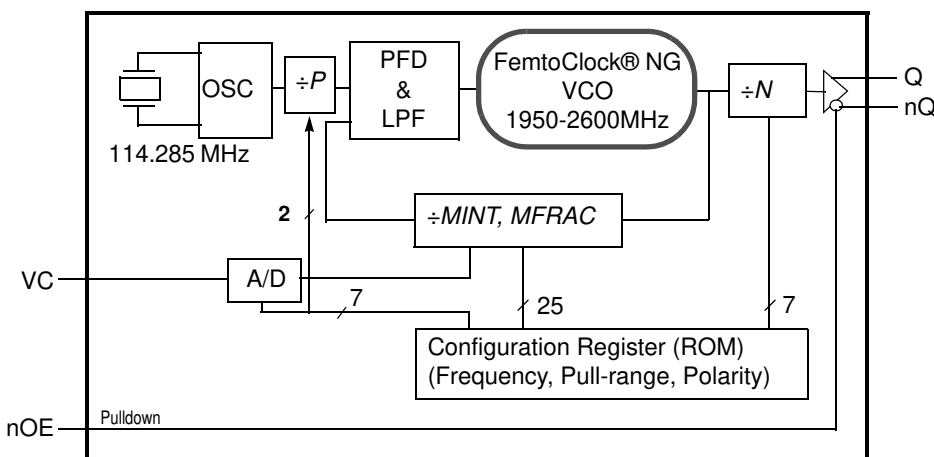 OSC
÷P
PFD
&
LPF
FemtoClock® NG
VCO
1950-2600MHz
÷N
Q
nQ
114.285 MHz
2
÷MINT, MFRAC
VC
A/D
7
25
7
Configuration Register (ROM)
(Frequency, Pull-range, Polarity)
nOE
Pulldown